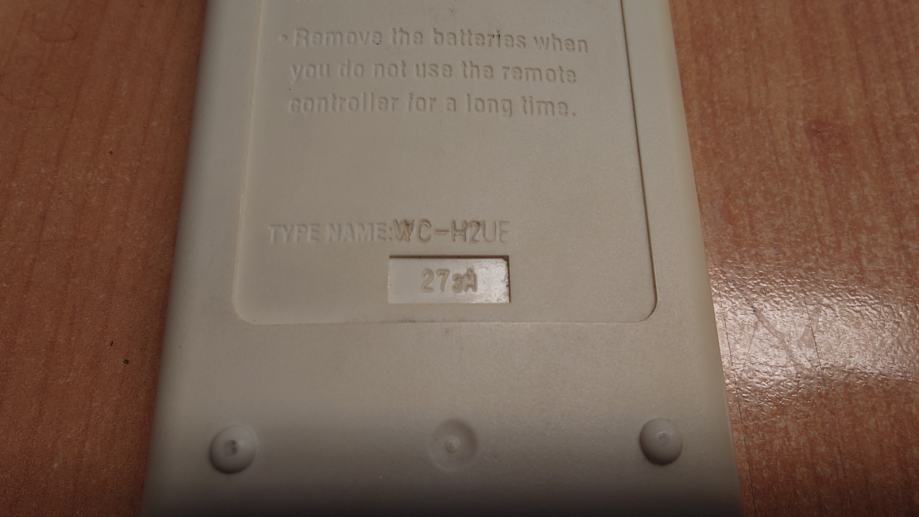 • Remove the batteries when
you do not use the remote
controller for a long time.
TYPE NAME:WC-H2UE